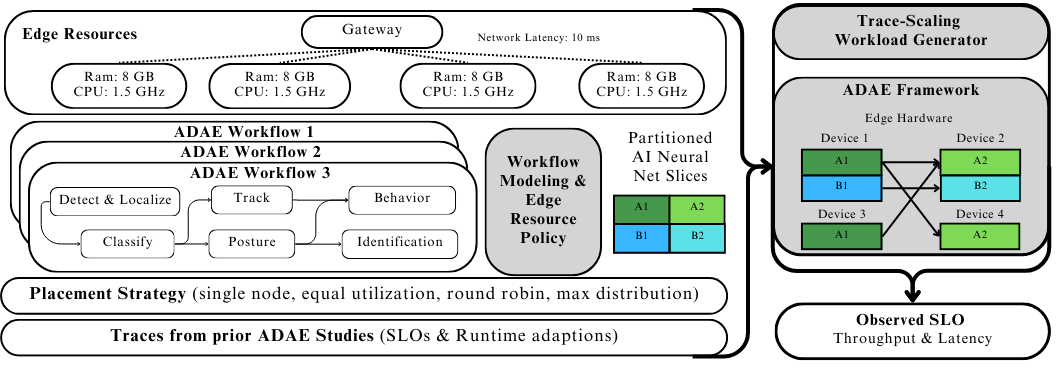 Edge Resources
Gateway
Network Latency: 10 ms
Ram: 8 GB
CPU: 1.5 GHz
Ram: 8 GB
CPU: 1.5 GHz
Ram: 8 GB
CPU: 1.5 GHz
Ram: 8 GB
CPU: 1.5 GHz
ADAE Workflow 1
ADAE Workflow 2
ADAE Workflow 3
Detect & Localize
Track
Behavior
Classify
Posture
Identification
Workflow
Modeling &
Edge
Resource
Policy
Partitioned
AI Neural
Net Slices
A1
A2
B1
B2
Placement Strategy (single node, equal utilization, round robin, max distribution)
Traces from prior ADAE Studies (SLOs & Runtime adaptions)
Trace-Scaling
Workload Generator
ADAE Framework
Edge Hardware
Device 1
Device 2
A1
A2
B1
B2
Device 3
Device 4
A1
A2
Observed SLO
Throughput & Latency